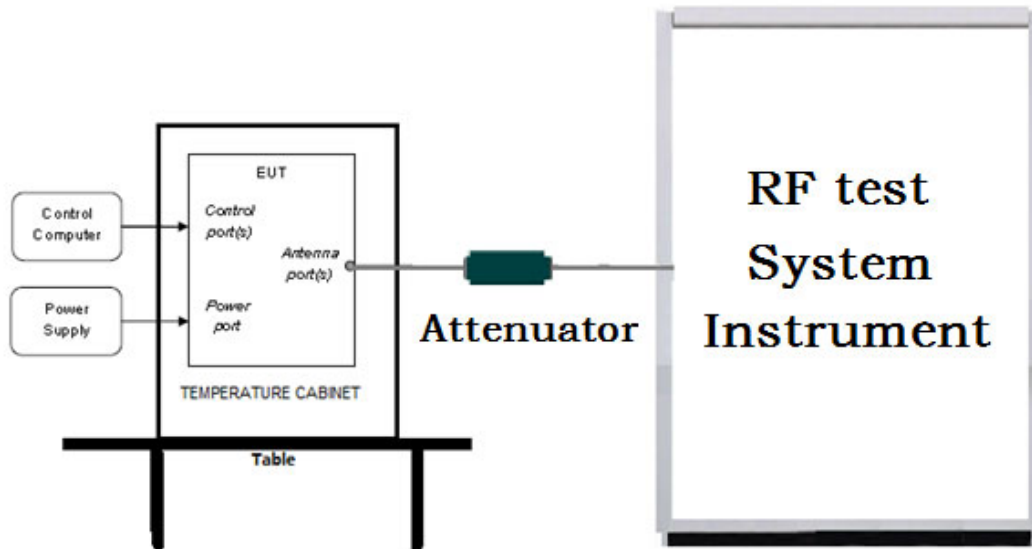 EUT
Control
Computer
Control
port(s)
Antenna
port(s)
Power
Supply
Power
port
TEMPERATURE CABINET
Table
Attenuator
RF test
System
Instrument